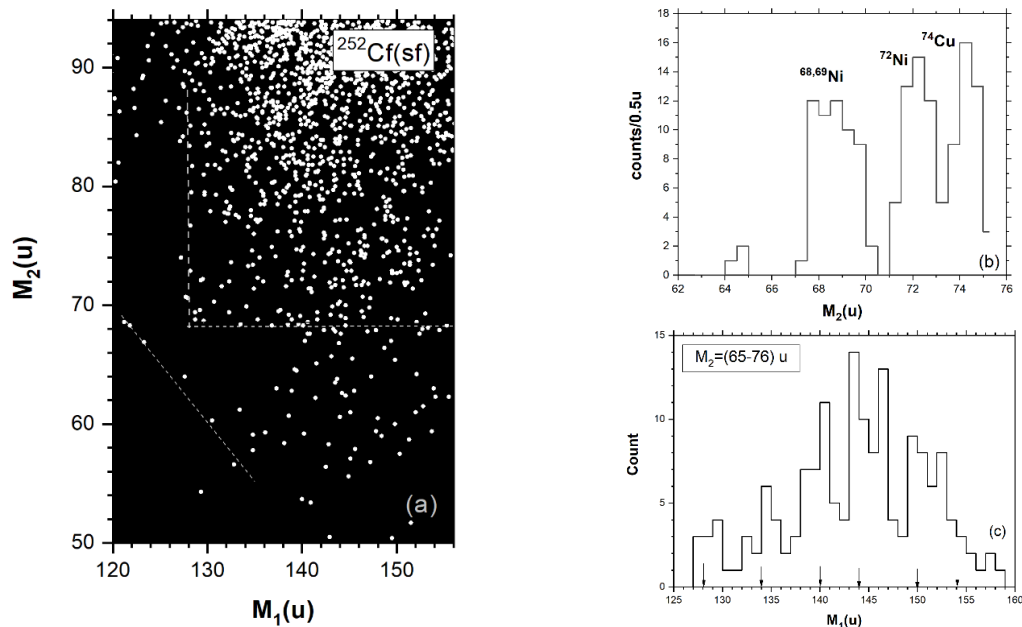 ²⁵²Cf(sf)
90
80
70
60
50
120
130
140
150
M₂(u)
M₁(u)
(a)
18
16
14
12
10
8
6
4
2
0
⁶⁸,⁶⁹Ni
⁷²Ni
⁷⁴Cu
counts/0.5u
(b)
62
64
66
68
70
72
74
76
M₂(u)
15
10
5
0
M₂=(65-76) u
Count
(c)
125
130
135
140
145
150
155
160
M₁(u)